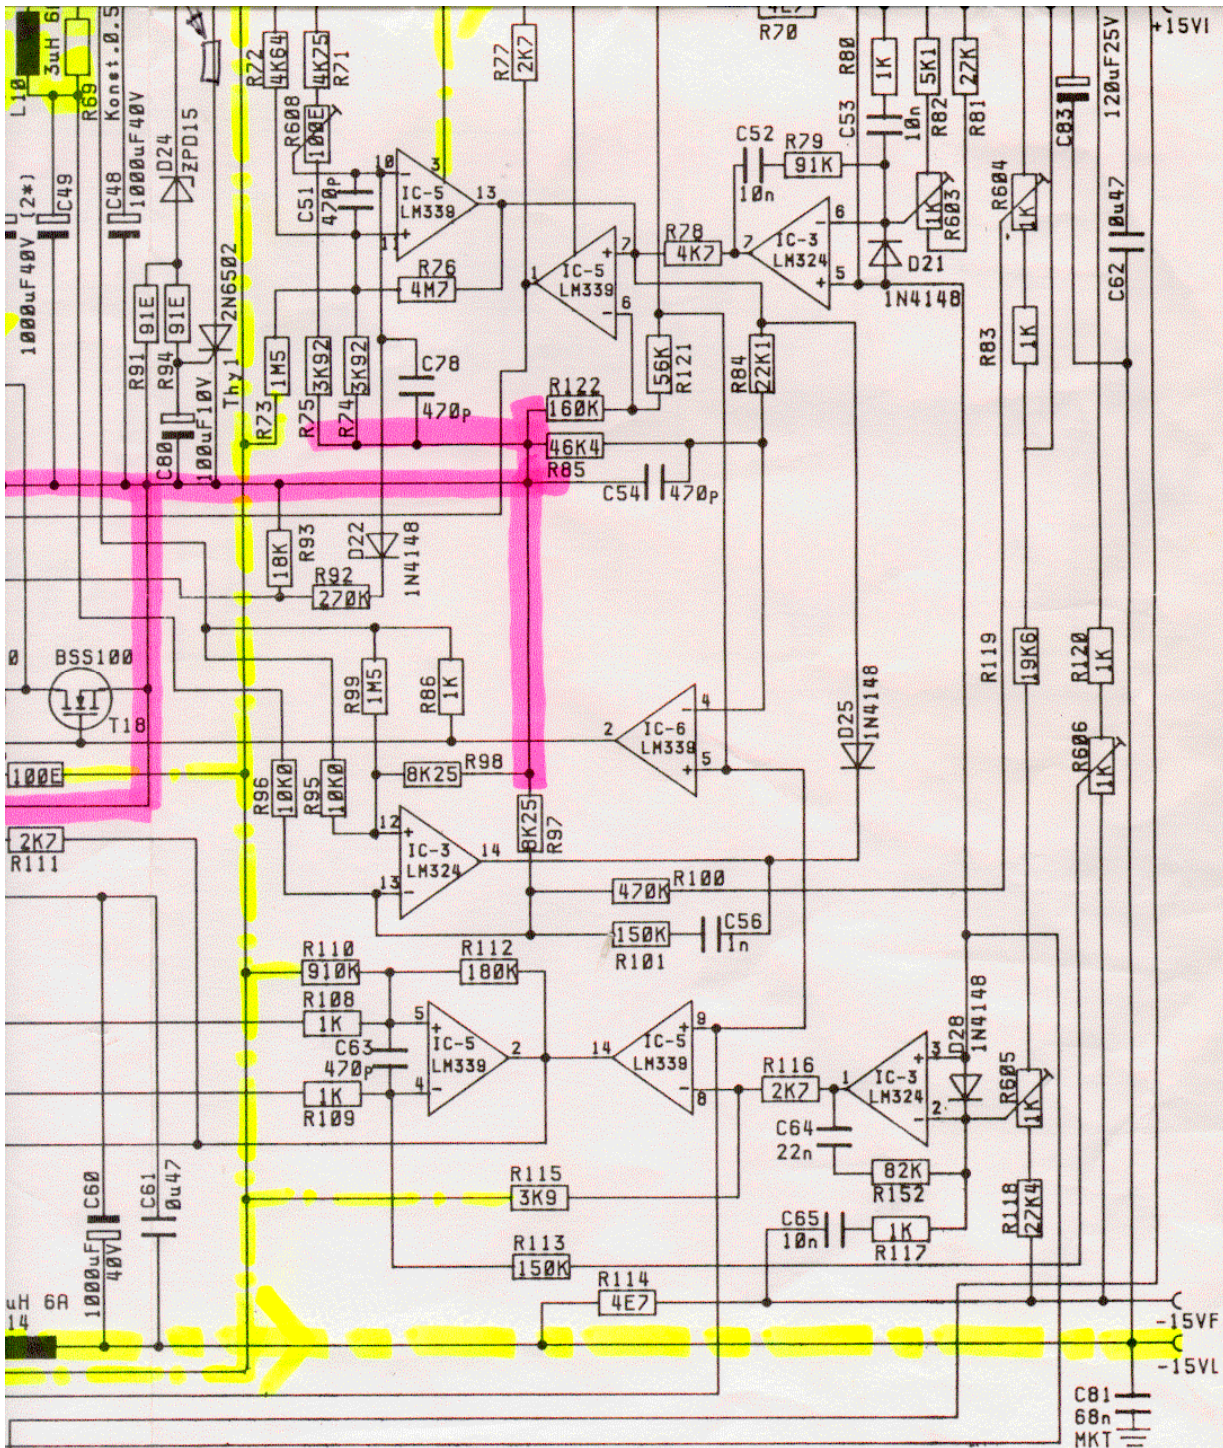 4E7
R70
+15VI
L10
3uH 6
R69
Konst.0.5
R72
4K64
4K75
R71
R77
2K7
R80
1K
5K1
R82
27K
R81
120uF25V
C83
C53
10n
C52
10n
R79
91K
R608
100E
D24
ZPD15
C49
C48
1000uF40V
(2*)
1000uF40V
C51
470p
10
-
3
13
IC-5
LM339
+
11
R604
1K
R603
1K
0u47
C62
2N6502
R78
4K7
7
IC-3
LM324
-
6
+
5
D21
1N4148
7
+
1
IC-5
LM339
-
6
R76
4M7
91E
91E
R91
R94
Thy1
1M5
R73
3K92
R75
3K92
R74
C78
470p
R122
160K
56K
R121
R84
22K1
R83
1K
C80
100uF10V
46K4
R85
C54
470p
18K
R93
D22
1N4148
R92
270K
0
BSS100
T18
R99
1M5
R86
1K
2
IC-6
LM339
-
4
+
5
D25
1N4148
R119
19K6
R120
1K
R606
1K
100E
R96
10K0
R95
10K0
8K25
R98
8K25
R97
2K7
R111
12
+
IC-3
LM324
14
13
-
470K
R100
150K
R101
C56
1n
R110
910K
R112
180K
R108
1K
C63
470p
1K
R109
5
+
IC-5
LM339
2
4
-
14
IC-5
LM339
+
9
-
8
R116
2K7
1
IC-3
LM324
+
3
-
2
D28
1N4148
R605
1K
C64
22n
82K
R152
R115
3K9
C65
10n
1K
R117
R118
27K4
C60
1000uF
40V
C61
0u47
R113
150K
R114
4E7
uH 6A
14
-15VF
-15VL
C81
68n
MKT